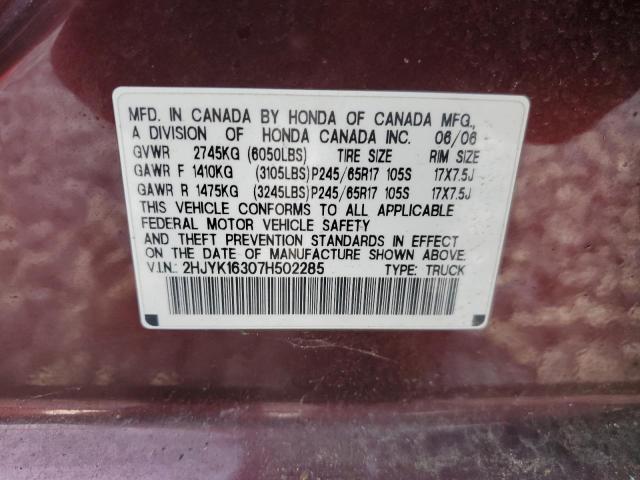 MFD. IN CANADA BY HONDA OF CANADA MFG.,
A DIVISION OF HONDA CANADA INC. 06/06
GVWR 2745KG (6050LBS) TIRE SIZE RIM SIZE
GAWR F 1410KG (3105LBS)P245/65R17 105S 17X7.5J
GAWR R 1475KG (3245LBS)P245/65R17 105S 17X7.5J
THIS VEHICLE CONFORMS TO ALL APPLICABLE
FEDERAL MOTOR VEHICLE SAFETY
AND THEFT PREVENTION STANDARDS IN EFFECT
ON THE DATE OF MANUFACTURE SHOWN ABOVE.
V.I.N.: 2HJYK16307H502285 TYPE: TRUCK